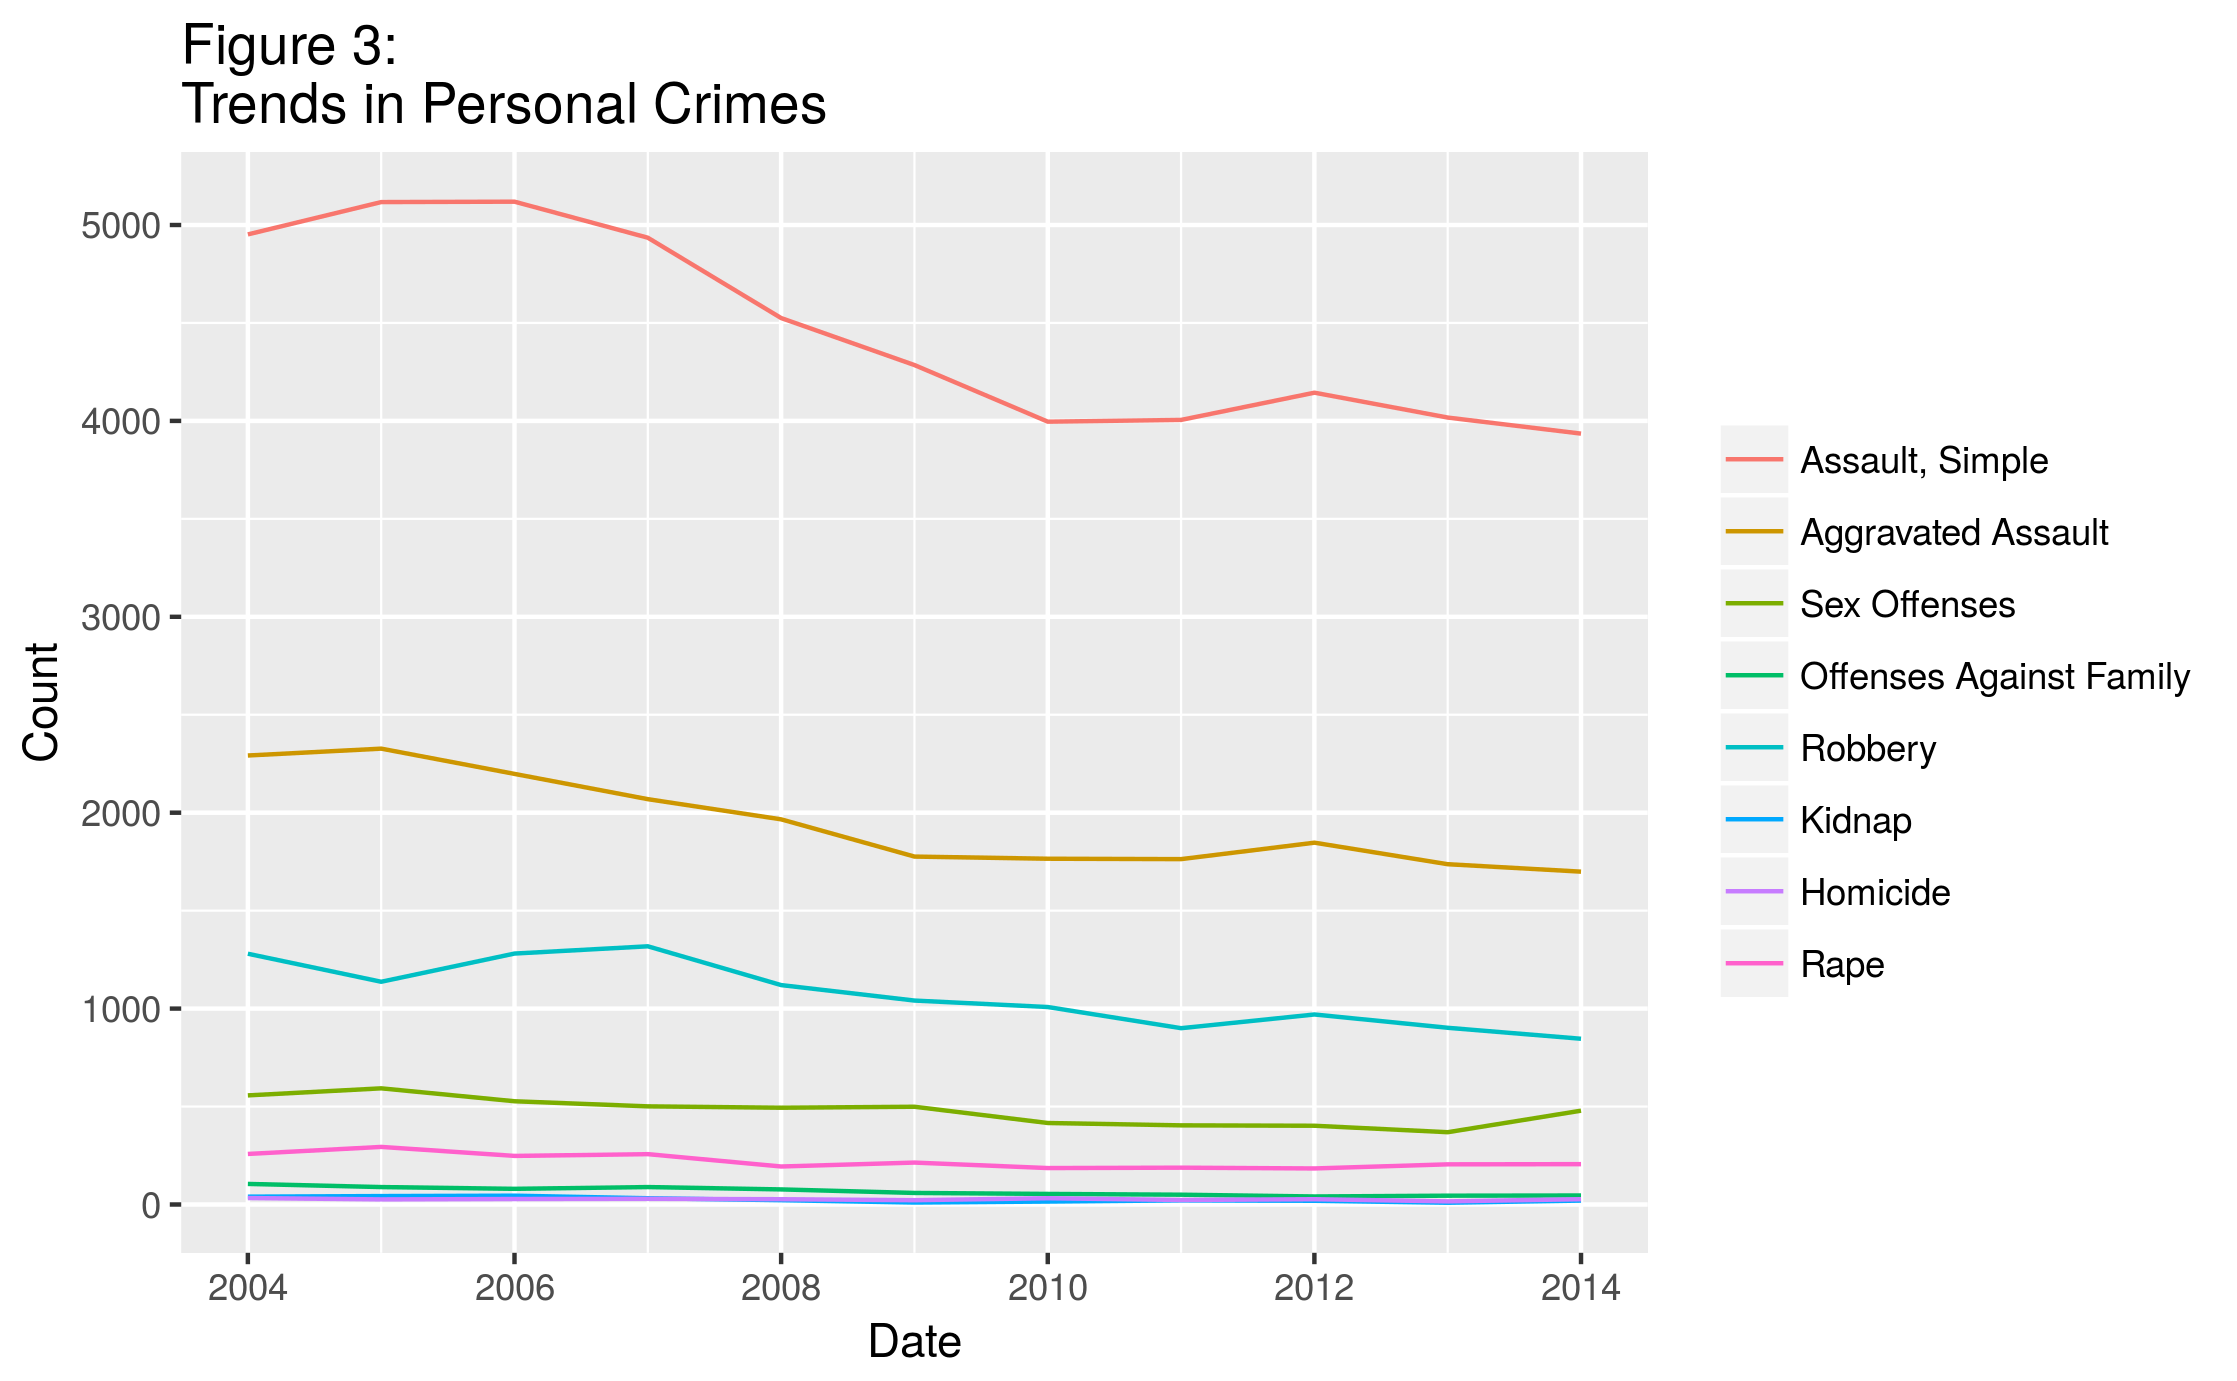 Figure 3:
Trends in Personal Crimes
5000
4000
3000
2000
1000
0
Count
2004 2006 2008 2010 2012 2014
Date
Assault, Simple
Aggravated Assault
Sex Offenses
Offenses Against Family
Robbery
Kidnap
Homicide
Rape